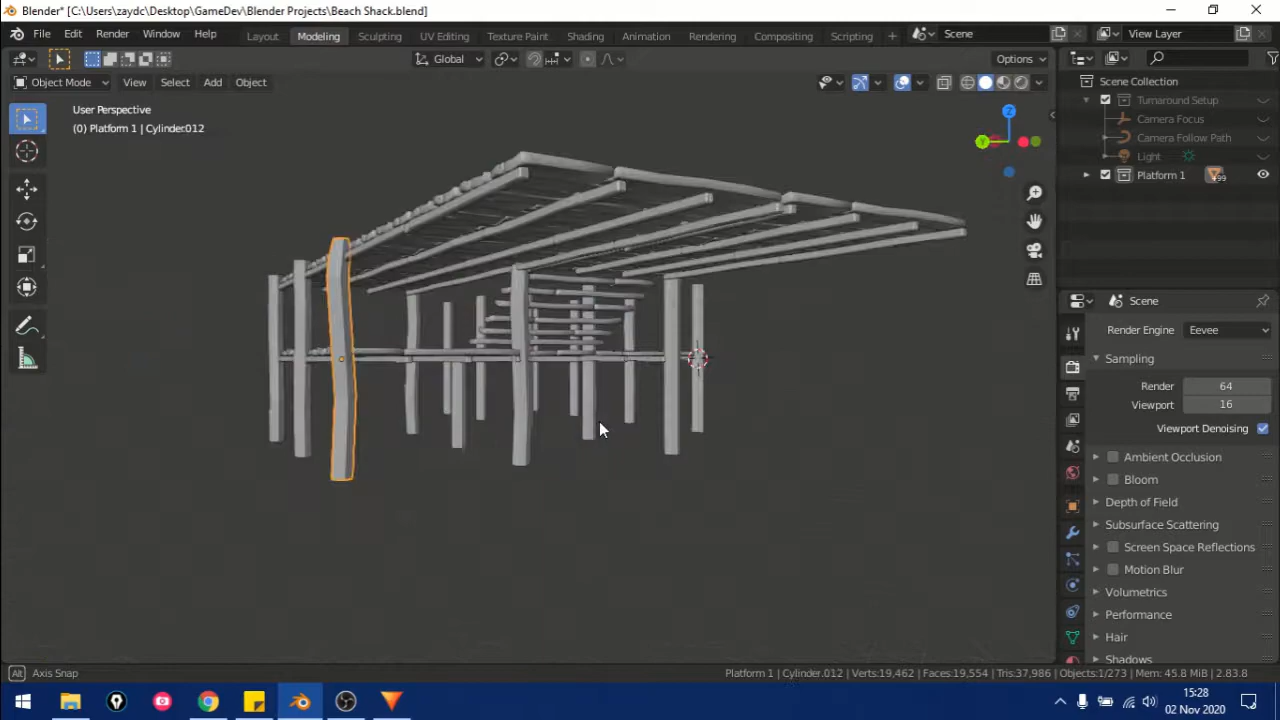 Blender* [C:\Users\zaydc\Desktop\GameDev\Blender Projects\Beach Shack.blend]
File Edit Render Window Help Layout Modeling Sculpting UV Editing Texture Paint Shading Animation Rendering Compositing Scripting + Scene View Layer
Global Options
Object Mode View Select Add Object
User Perspective
(0) Platform 1 | Cylinder.012
Z
Y
Scene Collection
Turnaround Setup
Camera Focus
Camera Follow Path
Light
Platform 1
Scene
Render Engine Eevee
Sampling
Render 64
Viewport 16
Viewport Denoising
Ambient Occlusion
Bloom
Depth of Field
Subsurface Scattering
Screen Space Reflections
Motion Blur
Volumetrics
Performance
Hair
Shadows
Alt Axis Snap Platform 1 | Cylinder.012 | Verts:19,462 | Faces:19,554 | Tris:37,986 | Objects:1/273 | Mem: 45.8 MiB | 2.83.8
15:28
02 Nov 2020